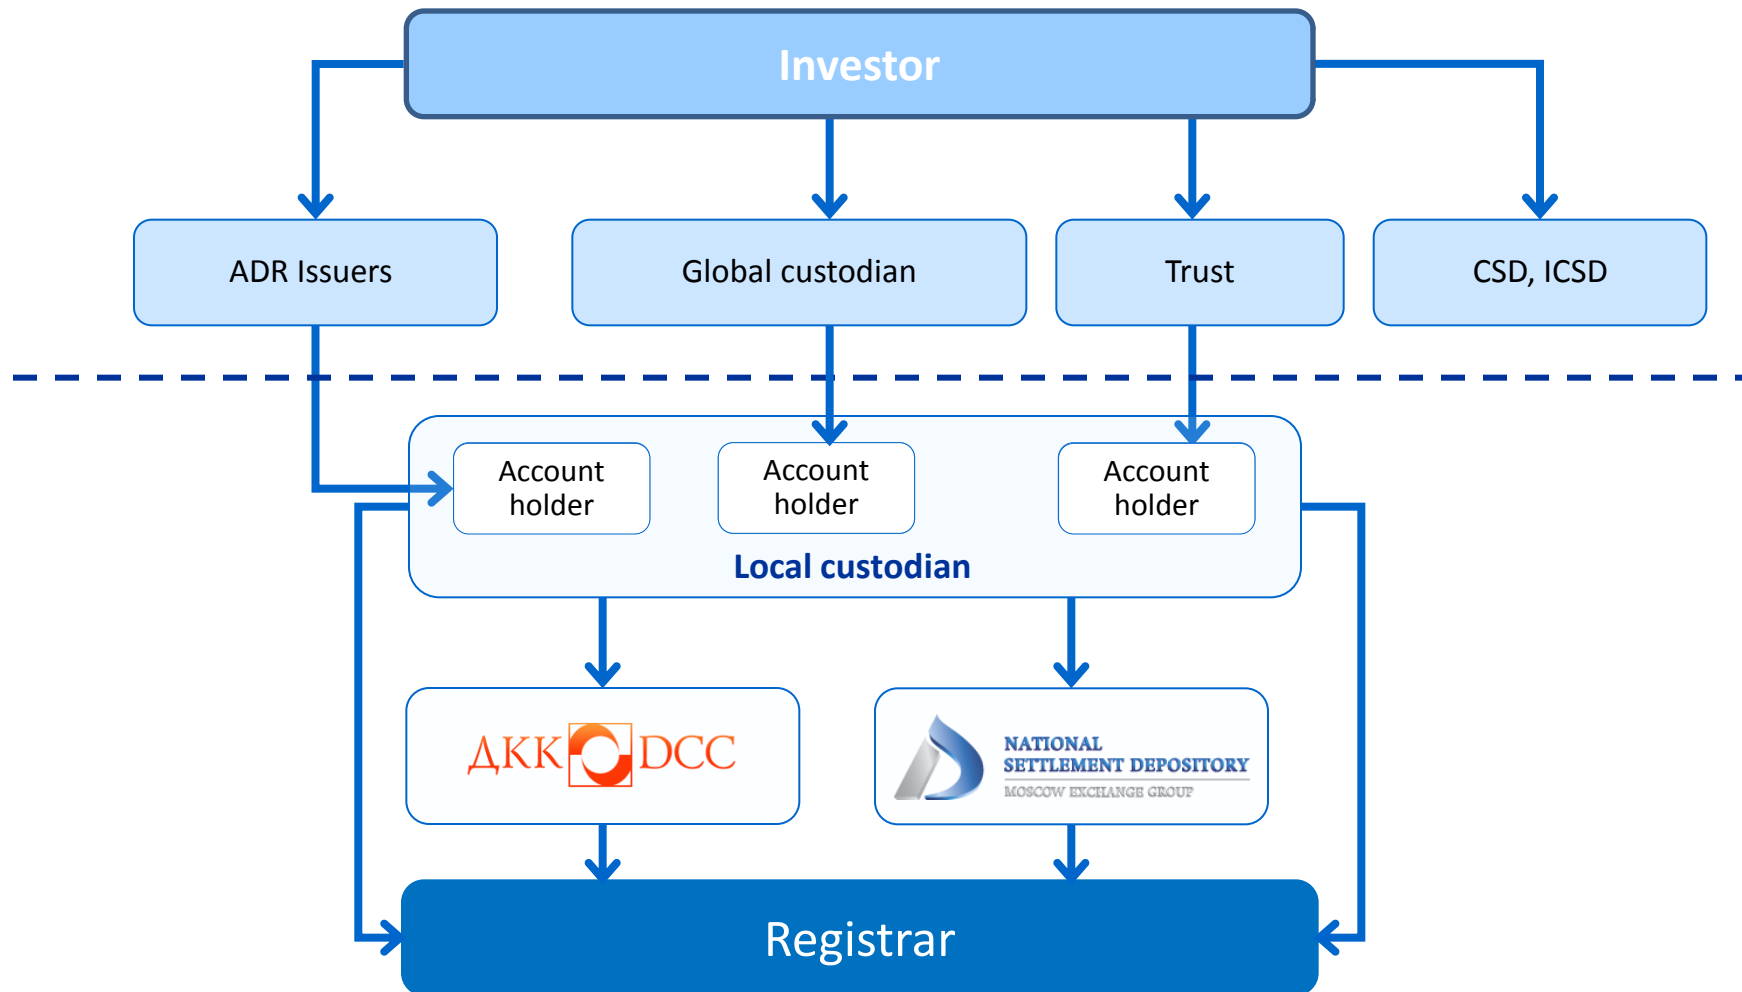 Investor
ADR Issuers
Global custodian
Trust
CSD, ICSD
Account
holder
Account
holder
Account
holder
Local custodian
ДКК DCC
NATIONAL
SETTLEMENT DEPOSITORY
MOSCOW EXCHANGE GROUP
Registrar